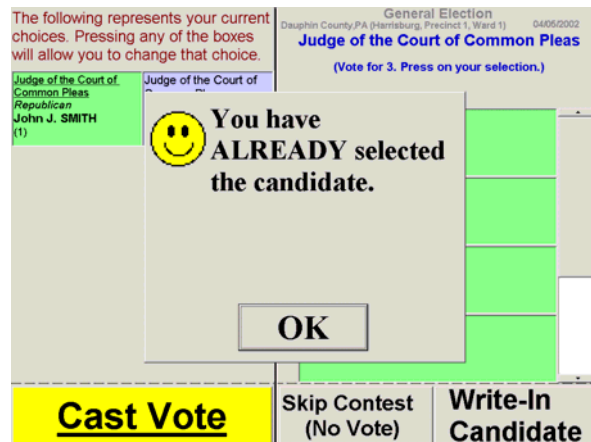 The following represents your current
choices. Pressing any of the boxes
will allow you to change that choice.
General Election
Dauphin County,PA (Harrisburg, Precinct 1, Ward 1) 04/05/2002
Judge of the Court of Common Pleas
(Vote for 3. Press on your selection.)
Judge of the Court of
Common Pleas
Republican
John J. SMITH
(1)
Judge of the Court of
You have
ALREADY selected
the candidate.
OK
Cast Vote
Skip Contest
(No Vote)
Write-In
Candidate